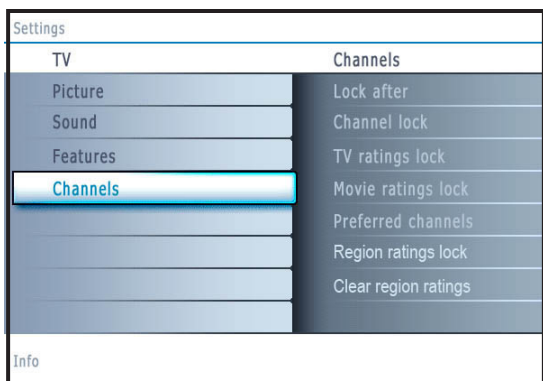 Settings
TV
Channels
Picture
Lock after
Sound
Channel lock
Features
TV ratings lock
Channels
Movie ratings lock
Preferred channels
Region ratings lock
Clear region ratings
Info